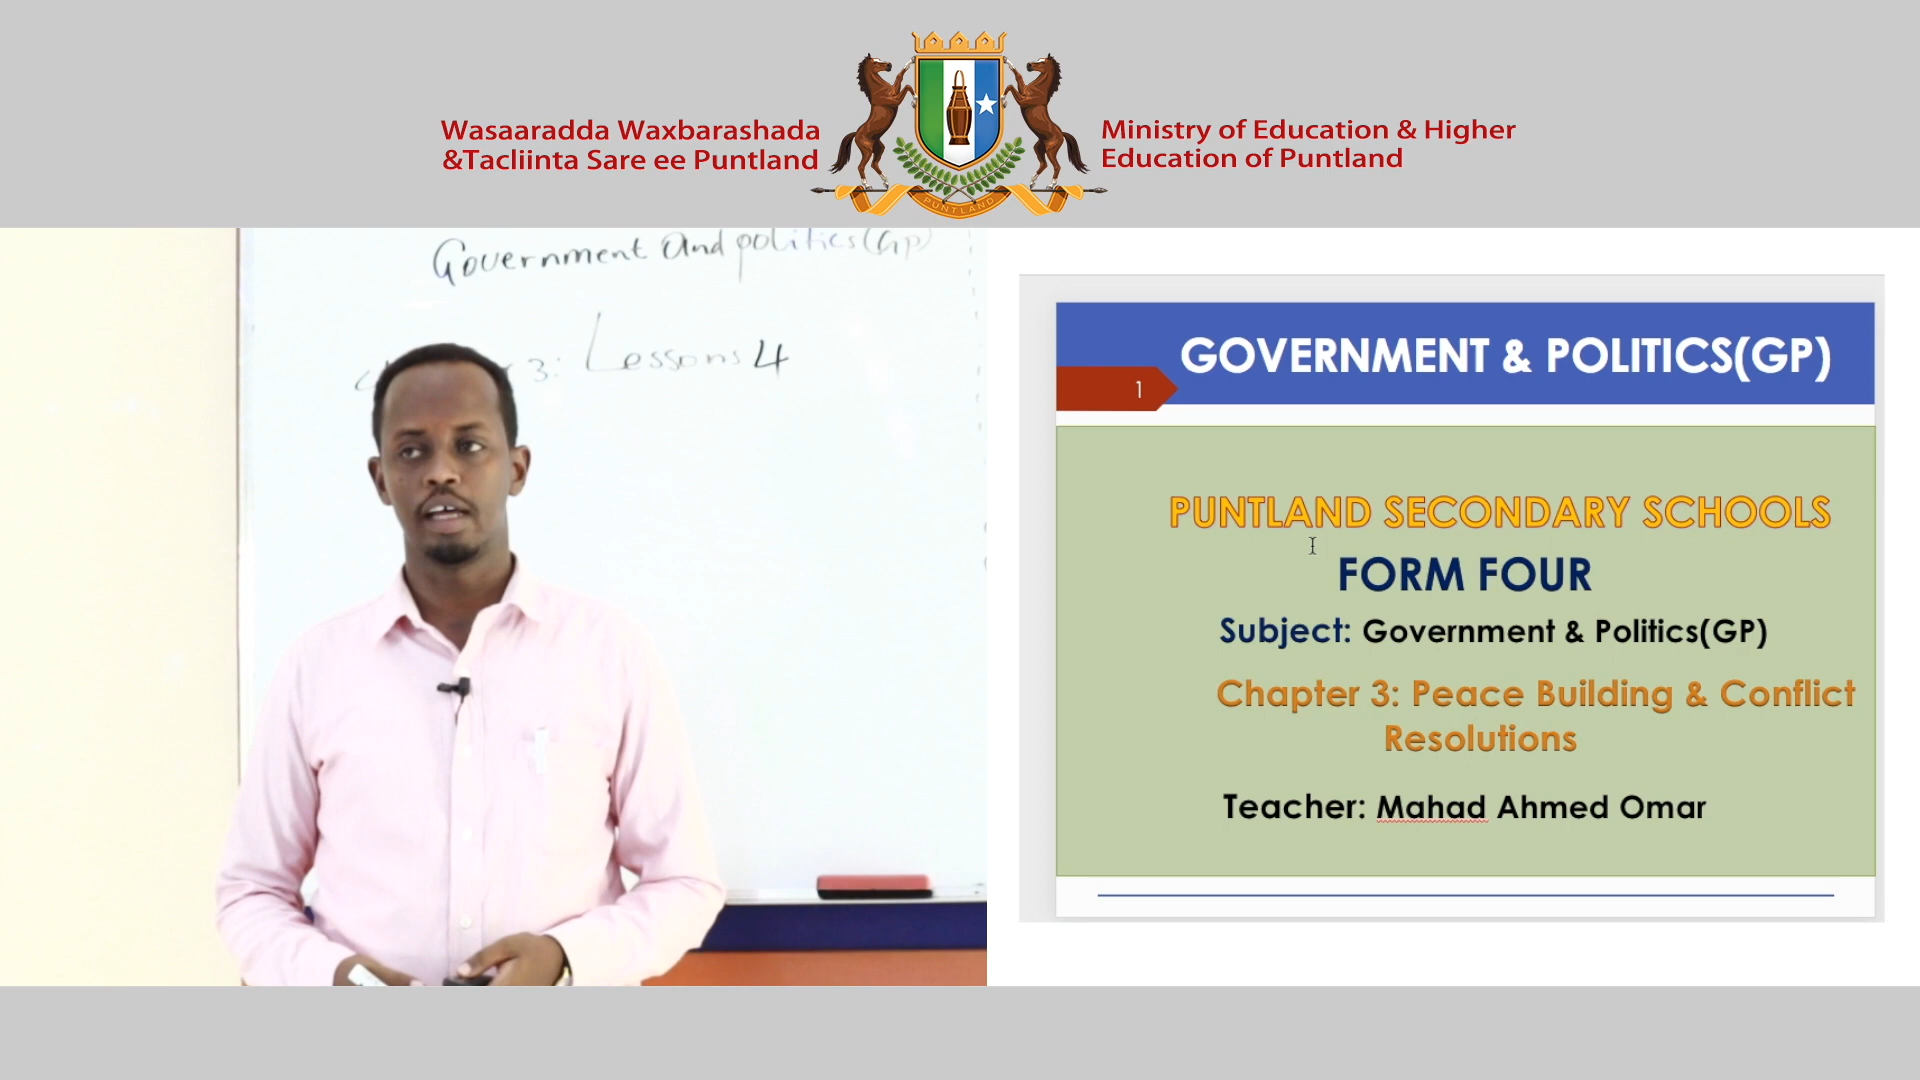 Wasaaradda Waxbarashada
&Tacliinta Sare ee Puntland
PUNTLAND
Ministry of Education & Higher
Education of Puntland
Government and politics(Gp)
3: Lessons 4
GOVERNMENT & POLITICS(GP)
1
PUNTLAND SECONDARY SCHOOLS
FORM FOUR
Subject: Government & Politics(GP)
Chapter 3: Peace Building & Conflict
Resolutions
Teacher: Mahad Ahmed Omar